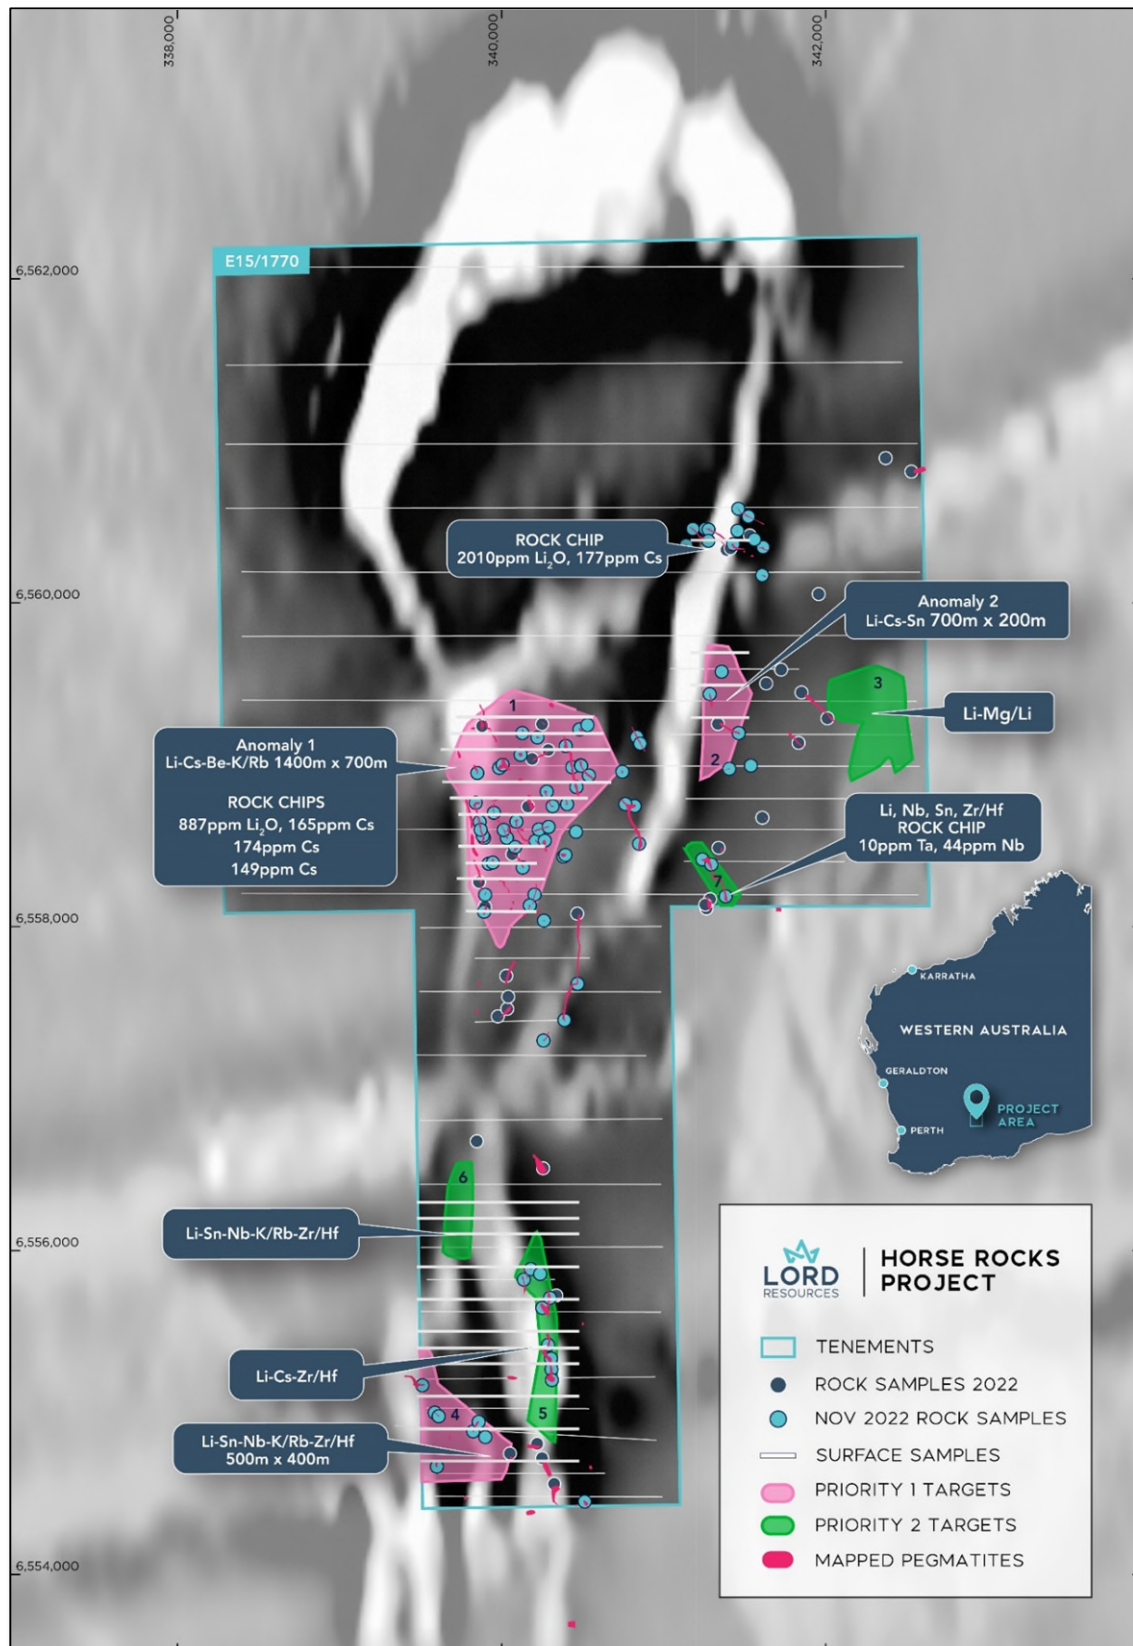 338,000
340,000
342,000
6,562,000
E15/1770
ROCK CHIP
2010ppm Li₂O, 177ppm Cs
6,560,000
Anomaly 2
Li-Cs-Sn 700m x 200m
3
1
Li-Mg/Li
Anomaly 1
Li-Cs-Be-K/Rb 1400m x 700m
ROCK CHIPS
887ppm Li₂O, 165ppm Cs
174ppm Cs
149ppm Cs
2
Li, Nb, Sn, Zr/Hf
ROCK CHIP
10ppm Ta, 44ppm Nb
7
6,558,000
KARRATHA
WESTERN AUSTRALIA
GERALDTON
PROJECT
AREA
PERTH
6
Li-Sn-Nb-K/Rb-Zr/Hf
6,556,000
Li-Cs-Zr/Hf
4
5
Li-Sn-Nb-K/Rb-Zr/Hf
500m x 400m
6,554,000
LORD
RESOURCES
HORSE ROCKS
PROJECT
TENEMENTS
ROCK SAMPLES 2022
NOV 2022 ROCK SAMPLES
SURFACE SAMPLES
PRIORITY 1 TARGETS
PRIORITY 2 TARGETS
MAPPED PEGMATITES